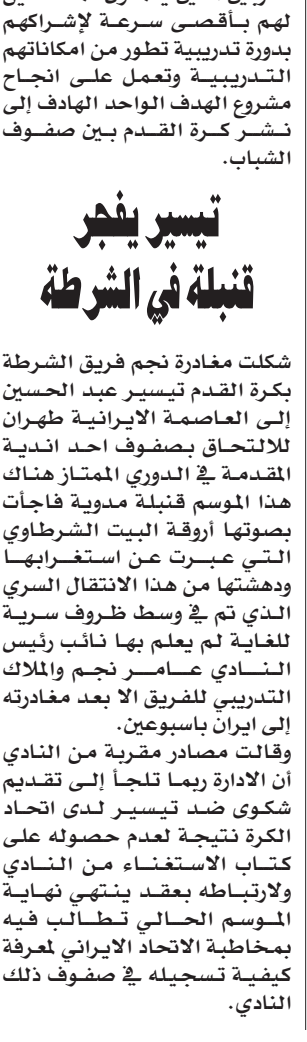 لهم بأقصى سرعة لإشراكهم
بدورة تدريبية تطور من امكاناتهم
التدريبية وتعمل على انجاح
مشروع الهدف الواحد الهادف إلى
نشر كرة القدم بين صفوف
الشباب.
تيسير يفجر
قنبلة في الشرطة
شكلت مغادرة نجم فريق الشرطة
بكرة القدم تيسير عبد الحسين
إلى العاصمة الايرانية طهران
للالتحاق بصفوف احد اندية
المقدمة في الدوري الممتاز هناك
هذا الموسم قنبلة مدوية فاجأت
بصوتها أروقة البيت الشرطاوي
التي عبرت عن استغرابها
ودهشتها من هذا الانتقال السري
الذي تم في وسط ظروف سرية
للغاية لم يعلم بها نائب رئيس
النادي عامر نجم والملاك
التدريبي للفريق الا بعد مغادرته
إلى ايران باسبوعين.
وقالت مصادر مقربة من النادي
أن الادارة ربما تلجأ إلى تقديم
شكوى ضد تيسير لدى اتحاد
الكرة نتيجة لعدم حصوله على
كتاب الاستغناء من النادي
ولارتباطه بعقد ينتهي نهاية
الموسم الحالي تطالب فيه
بمخاطبة الاتحاد الايراني لمعرفة
كيفية تسجيله في صفوف ذلك
النادي.